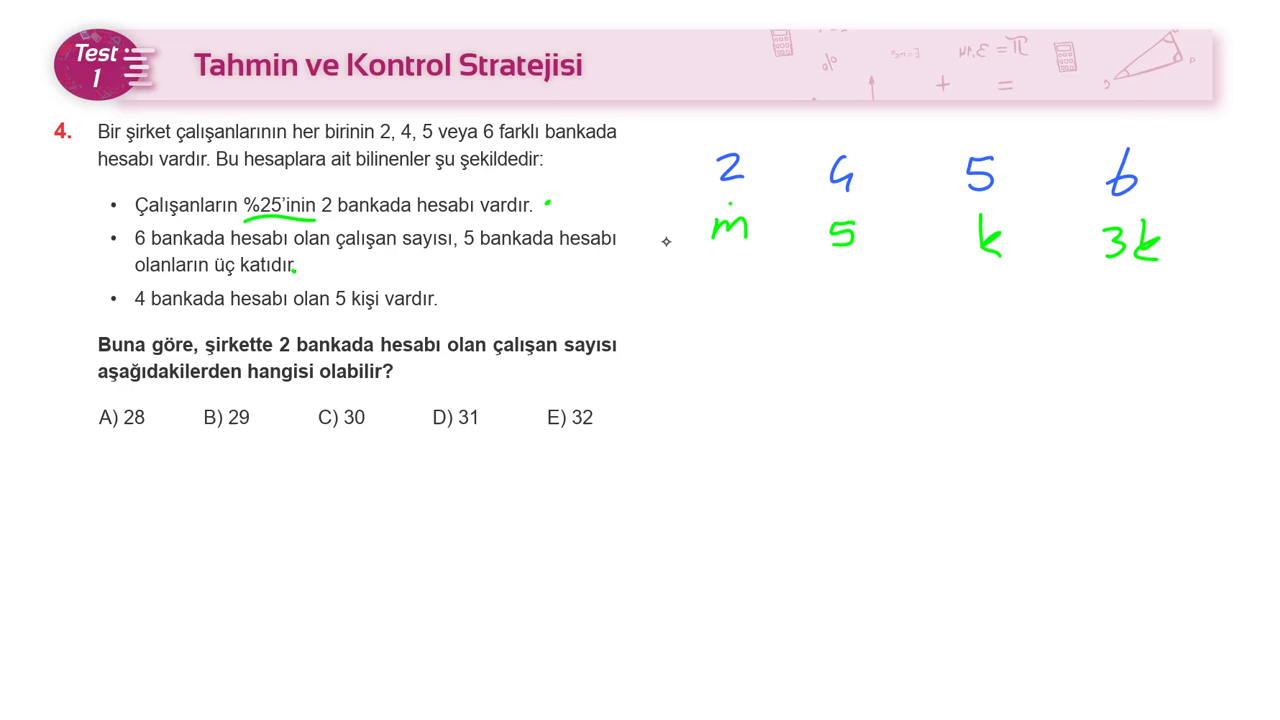 Test
1
Tahmin ve Kontrol Stratejisi
4. Bir şirket çalışanlarının her birinin 2, 4, 5 veya 6 farklı bankada
hesabı vardır. Bu hesaplara ait bilinenler şu şekildedir:
• Çalışanların %25'inin 2 bankada hesabı vardır.
• 6 bankada hesabı olan çalışan sayısı, 5 bankada hesabı
olanların üç katıdır.
• 4 bankada hesabı olan 5 kişi vardır.
Buna göre, şirkette 2 bankada hesabı olan çalışan sayısı
aşağıdakilerden hangisi olabilir?
A) 28 B) 29 C) 30 D) 31 E) 32
2 4 5 6
m 5 k 3k